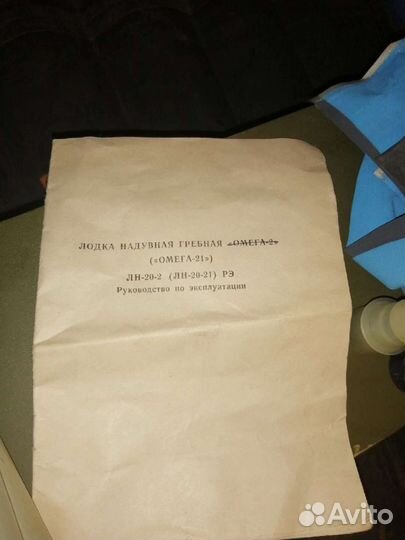 ЛОДКА НАДУВНАЯ ГРЕБНАЯ «ОМЕГА-2»
(«ОМЕГА-21»)
ЛН-20-2 (ЛН-20-21) РЭ
Руководство по эксплуатации
Avito